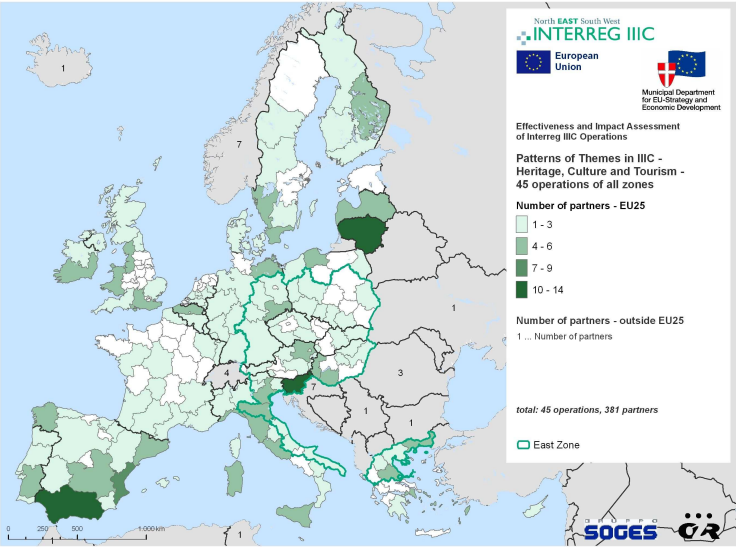 North EAST South West
INTERREG IIIC
European
Union
Municipal Department
for EU-Strategy and
Economic Development
Effectiveness and Impact Assessment
of Interreg IIIC Operations
Patterns of Themes in IIIC -
Heritage, Culture and Tourism -
45 operations of all zones
Number of partners - EU25
1 - 3
4 - 6
7 - 9
10 - 14
Number of partners - outside EU25
1 ... Number of partners
total: 45 operations, 381 partners
East Zone
1
7
1
4
7
3
1
1
1
1
0 250 500 1 000 km
GRUPPO
SOGES
ÖIR